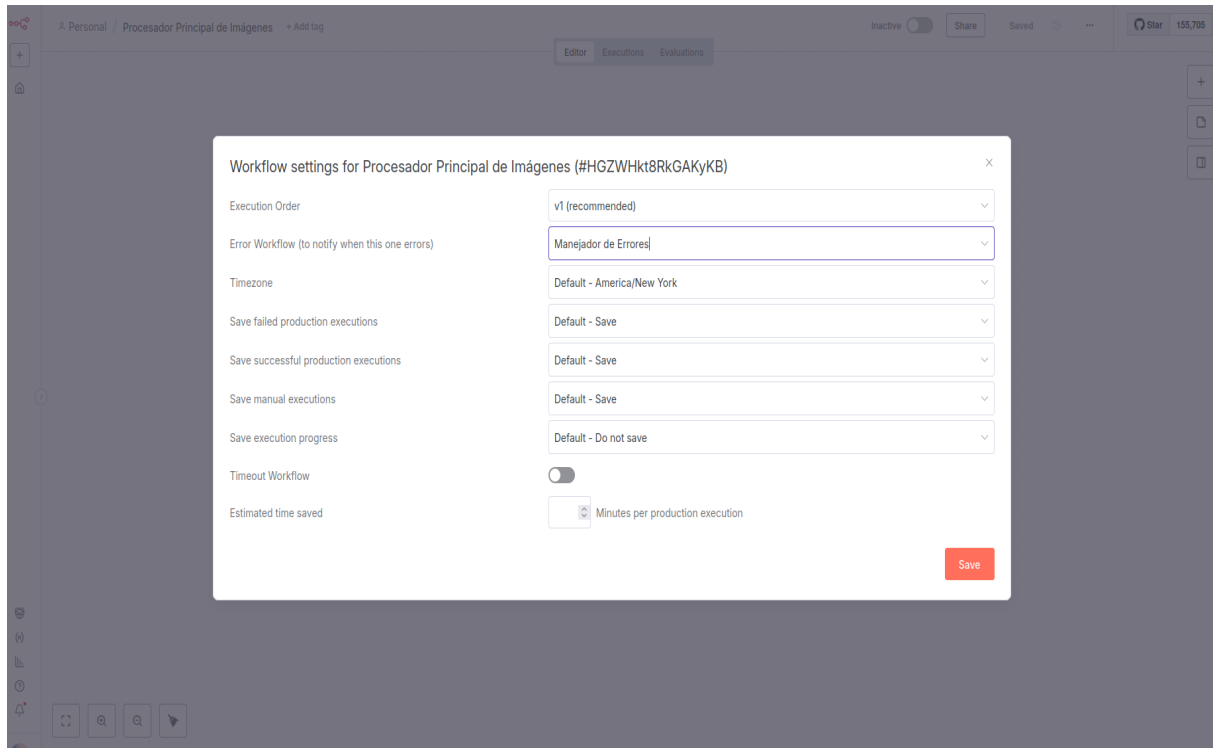 Personal / Procesador Principal de Imágenes + Add tag
Inactive Share Saved ... Star 155,705
Editor Executions Evaluations
Workflow settings for Procesador Principal de Imágenes (#HGZWHkt8RkGAKyKB)
Execution Order v1 (recommended)
Error Workflow (to notify when this one errors) Manejador de Errores
Timezone Default - America/New York
Save failed production executions Default - Save
Save successful production executions Default - Save
Save manual executions Default - Save
Save execution progress Default - Do not save
Timeout Workflow
Estimated time saved Minutes per production execution
Save